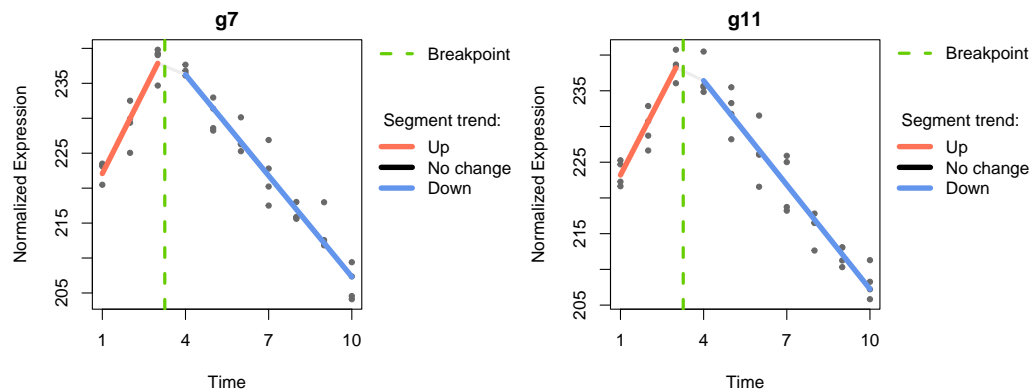 g7
Normalized Expression
235
225
215
205
1
4
7
10
Time
Breakpoint
Segment trend:
Up
No change
Down
g11
Normalized Expression
235
225
215
205
1
4
7
10
Time
Breakpoint
Segment trend:
Up
No change
Down